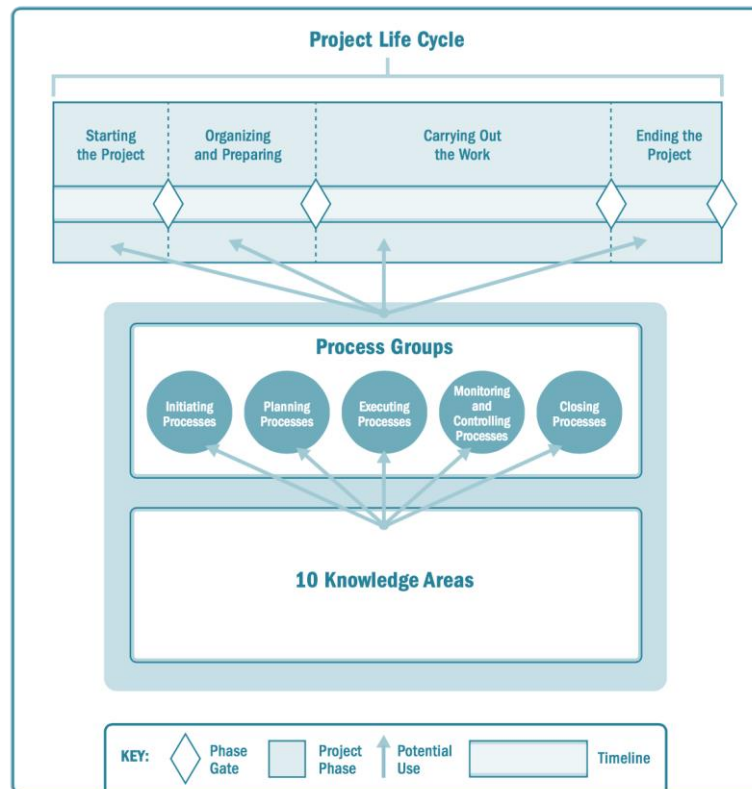 Project Life Cycle
Starting
the Project
Organizing
and Preparing
Carrying Out
the Work
Ending the
Project
Process Groups
Initiating
Processes
Planning
Processes
Executing
Processes
Monitoring
and
Controlling
Processes
Closing
Processes
10 Knowledge Areas
KEY:
Phase
Gate
Project
Phase
Potential
Use
Timeline